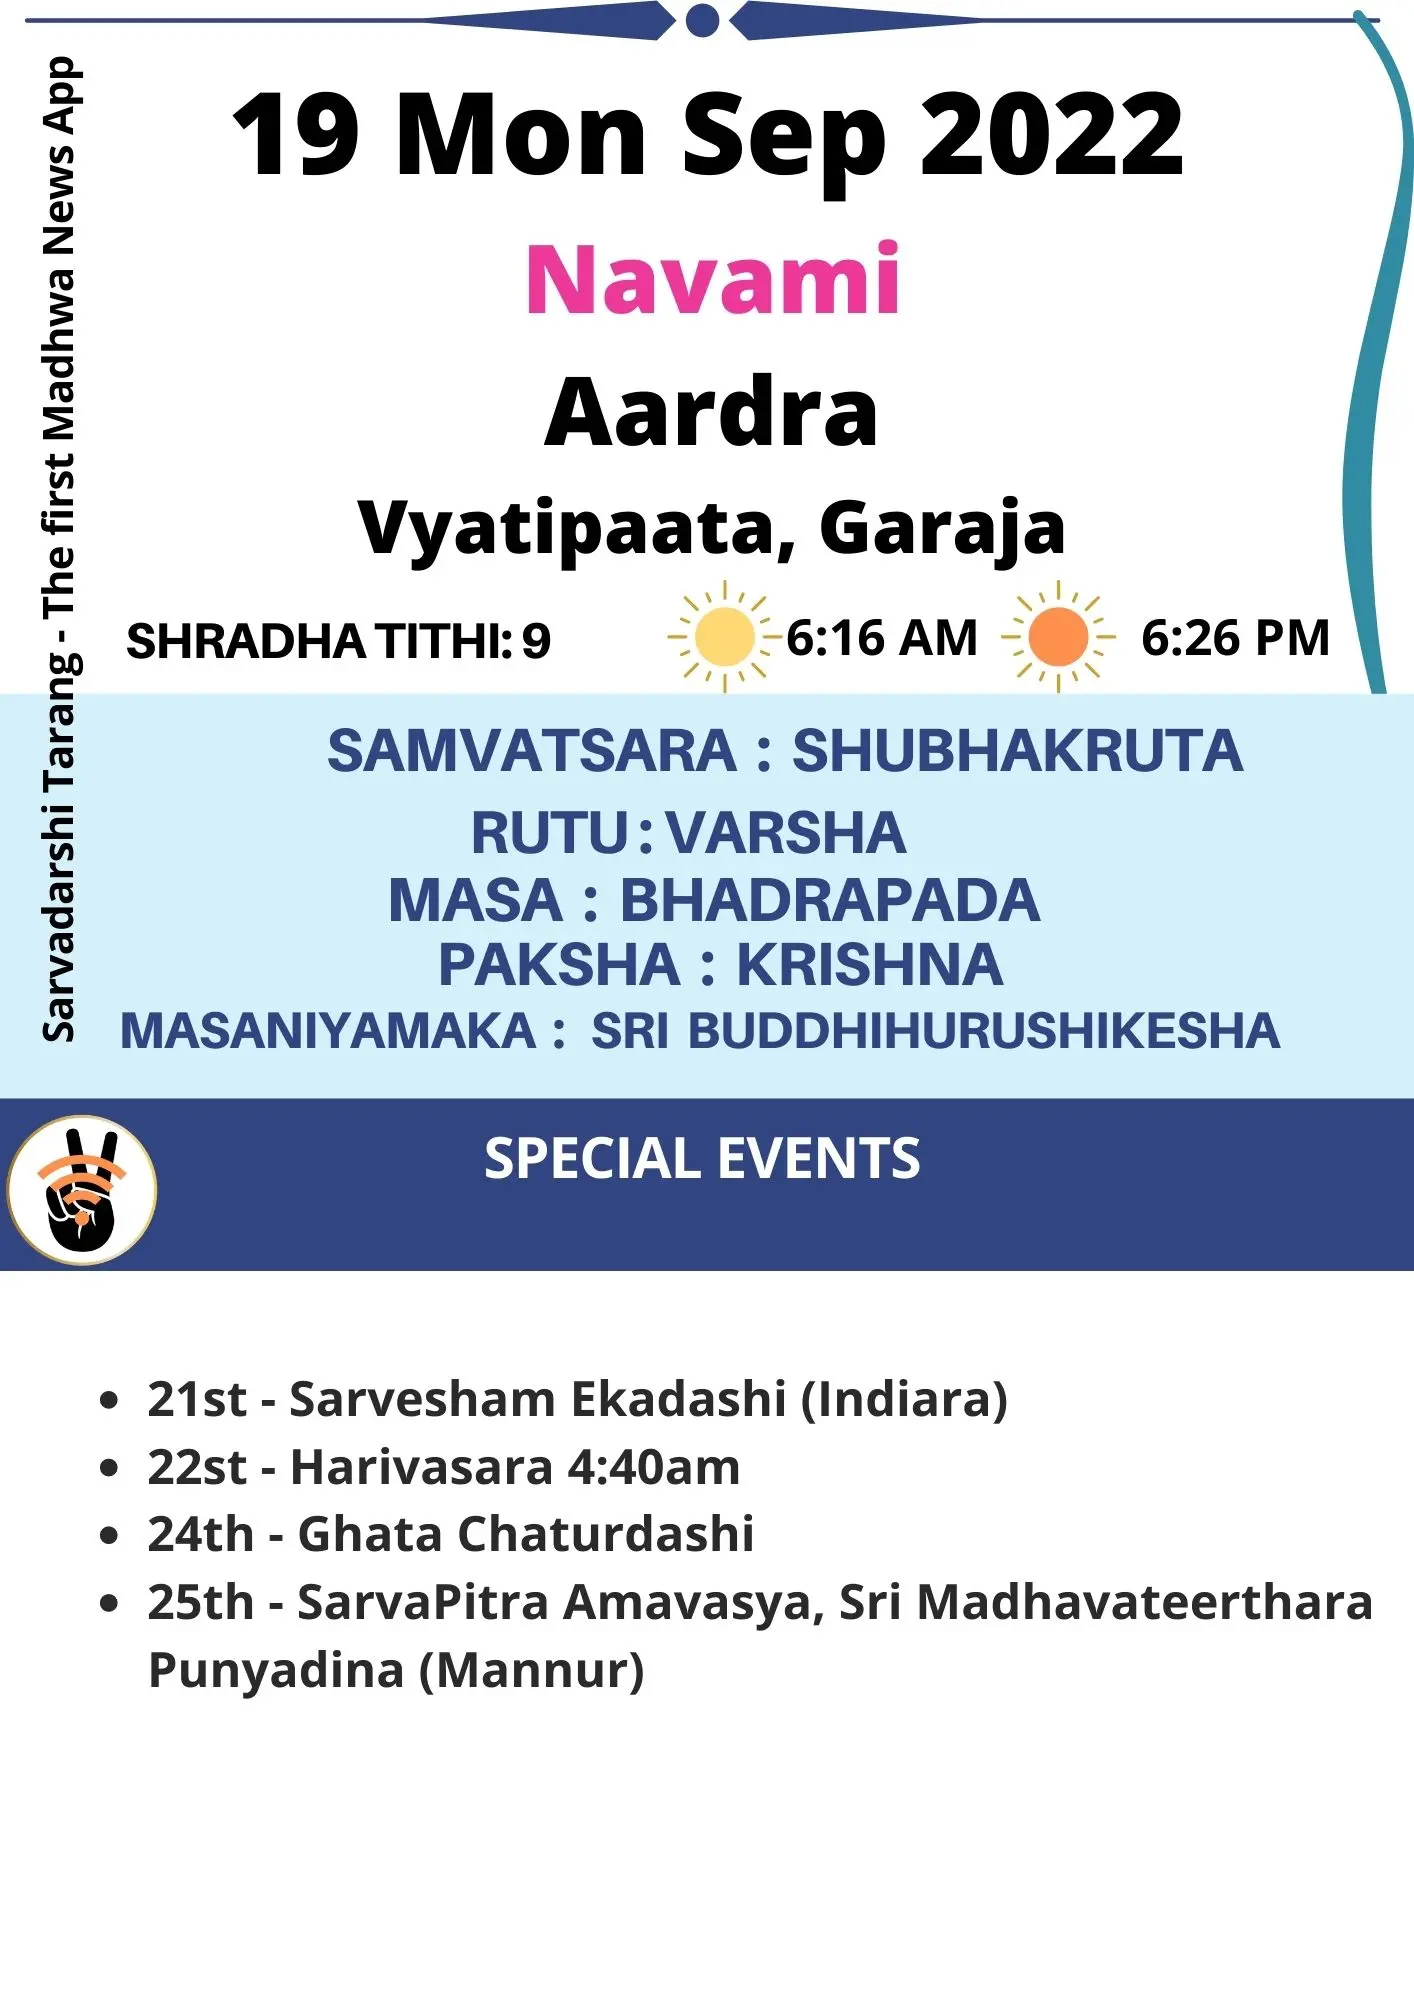 19 Mon Sep 2022
Navami
Aardra
Vyatipaata, Garaja
SHRADHA TITHI: 9 6:16 AM 6:26 PM
Sarvadarshi Tarang - The first Madhwa News App
SAMVATSARA : SHUBHAKRUTA
RUTU : VARSHA
MASA : BHADRAPADA
PAKSHA : KRISHNA
MASANIYAMAKA : SRI BUDDHIHURUSHIKESHA
SPECIAL EVENTS
• 21st - Sarvesham Ekadashi (Indiara)
• 22st - Harivasara 4:40am
• 24th - Ghata Chaturdashi
• 25th - SarvaPitra Amavasya, Sri Madhavateerthara
Punyadina (Mannur)